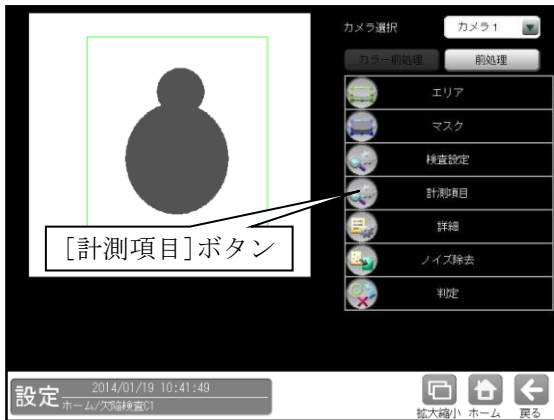 カメラ選択
カメラ1
カラー前処理
前処理
エリア
マスク
検査設定
計測項目
詳細
ノイズ除去
判定
[計測項目]ボタン
設定
2014/01/19 10:41:49
ホーム/欠陥検査C1
拡大縮小
ホーム
戻る